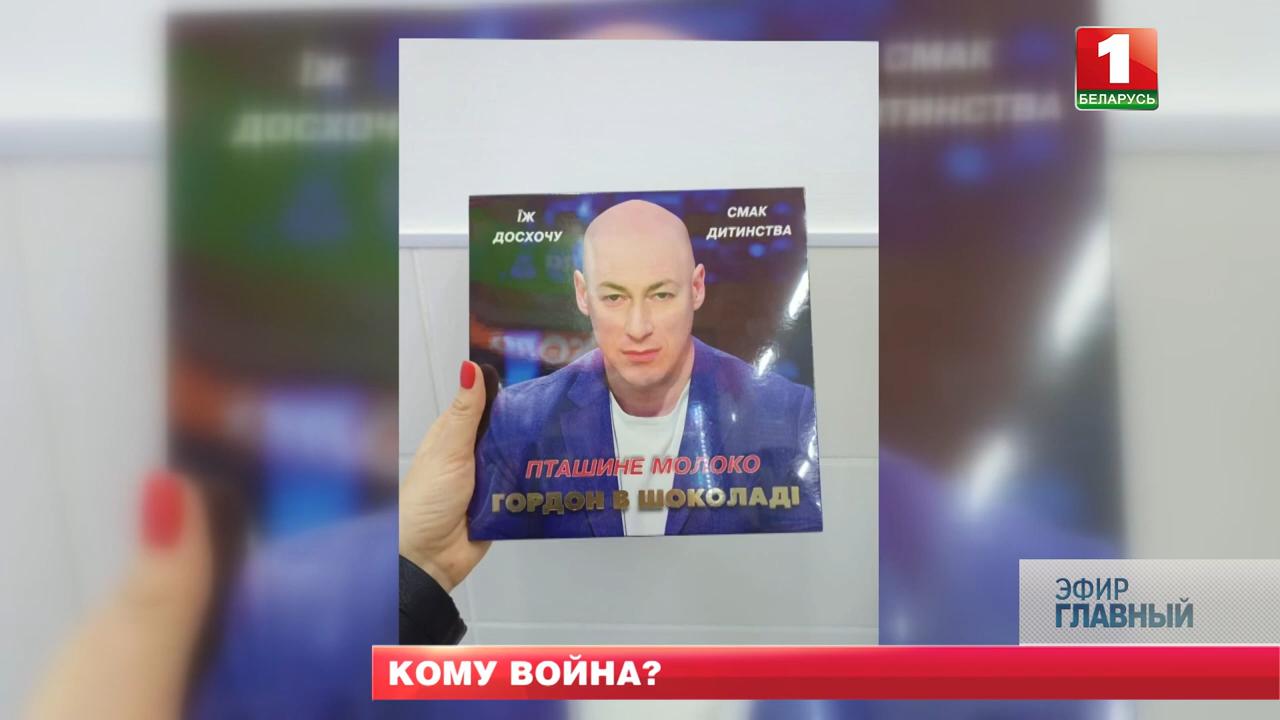 1
БЕЛАРУСЬ
ЇЖ
ДОСХОЧУ
СМАК
ДИТИНСТВА
ПТАШИНЕ МОЛОКО
ГОРДОН В ШОКОЛАДІ
ЭФИР
ГЛАВНЫЙ
КОМУ ВОЙНА?